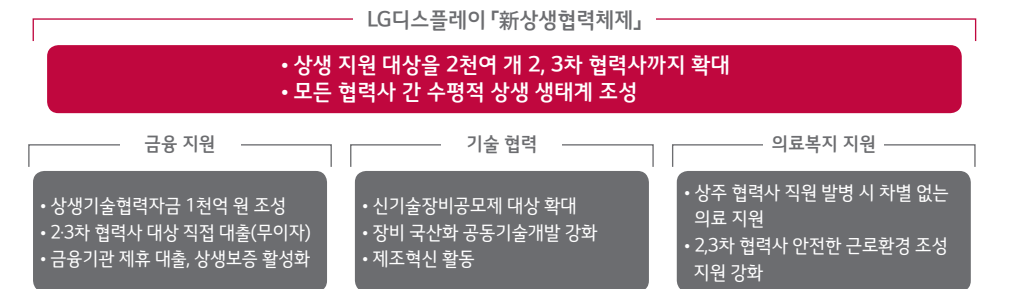 LG디스플레이 「新상생협력체제」
• 상생 지원 대상을 2천여 개 2, 3차 협력사까지 확대
• 모든 협력사 간 수평적 상생 생태계 조성
금융 지원
• 상생기술협력자금 1천억 원 조성
• 2·3차 협력사 대상 직접 대출(무이자)
• 금융기관 제휴 대출, 상생보증 활성화
기술 협력
• 신기술장비공모제 대상 확대
• 장비 국산화 공동기술개발 강화
• 제조혁신 활동
의료복지 지원
• 상주 협력사 직원 발병 시 차별 없는
의료 지원
• 2,3차 협력사 안전한 근로환경 조성
지원 강화